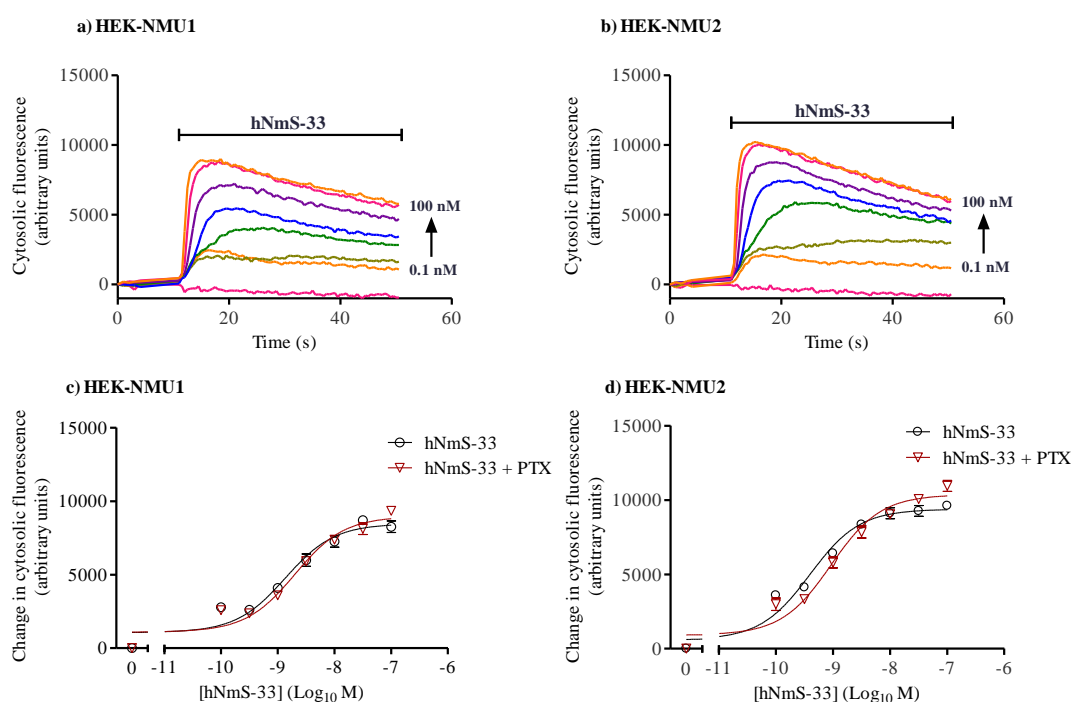 a) HEK-NMU1
b) HEK-NMU2
Cytosolic fluorescence
(arbitrary units)
15000
10000
5000
0
hNmS-33
100 nM
0.1 nM
0 20 40 60
Time (s)
Cytosolic fluorescence
(arbitrary units)
15000
10000
5000
0
hNmS-33
100 nM
0.1 nM
0 20 40 60
Time (s)
c) HEK-NMU1
d) HEK-NMU2
Change in cytosolic fluorescence
(arbitrary units)
15000
10000
5000
0
hNmS-33
hNmS-33 + PTX
0 -11 -10 -9 -8 -7 -6
[hNmS-33] (Log10 M)
Change in cytosolic fluorescence
(arbitrary units)
15000
10000
5000
0
hNmS-33
hNmS-33 + PTX
0 -11 -10 -9 -8 -7 -6
[hNmS-33] (Log10 M)